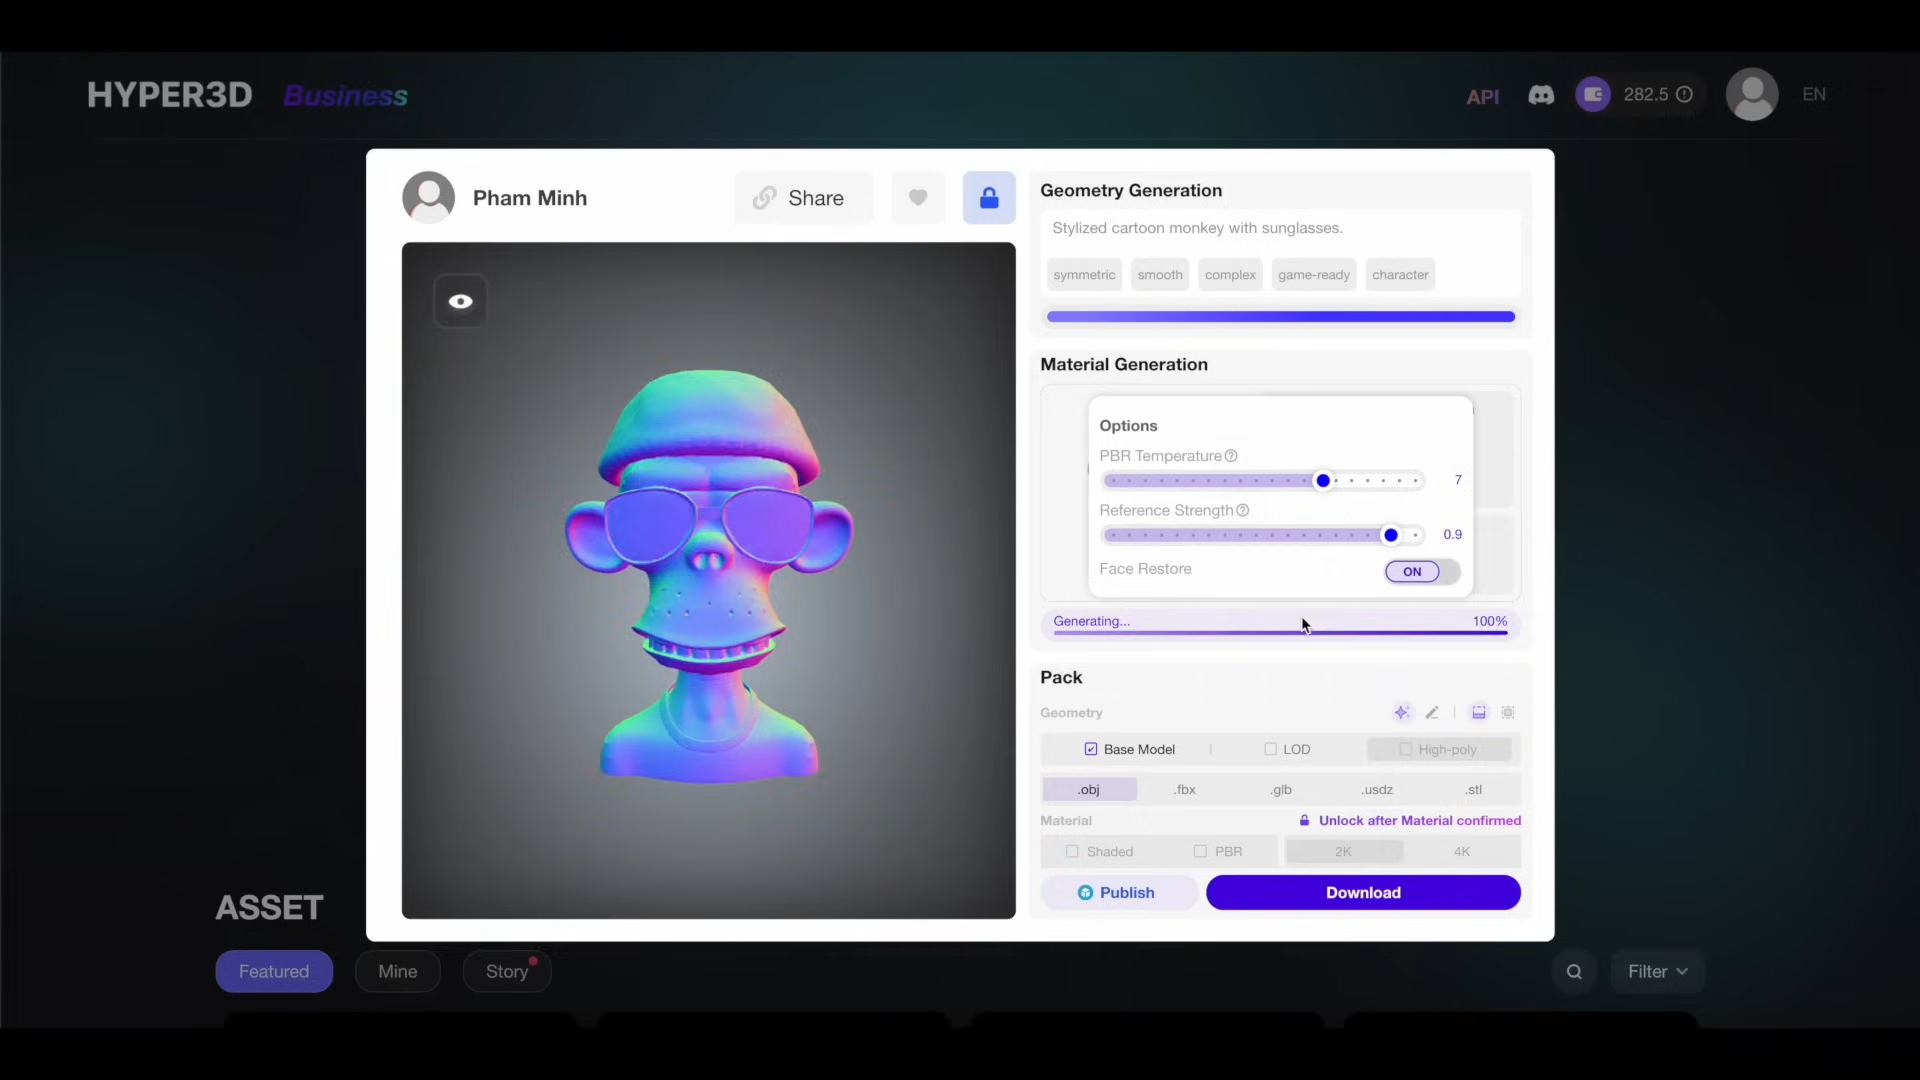 HYPER3D Business
API 282.5 EN
Pham Minh
Share
Geometry Generation
Stylized cartoon monkey with sunglasses.
symmetric smooth complex game-ready character
Material Generation
Options
PBR Temperature
7
Reference Strength
0.9
Face Restore
ON
Generating... 100%
Pack
Geometry
Base Model LOD High-poly
.obj .fbx .glb .usdz .stl
Material Unlock after Material confirmed
Shaded PBR 2K 4K
Publish Download
ASSET
Featured Mine Story Filter